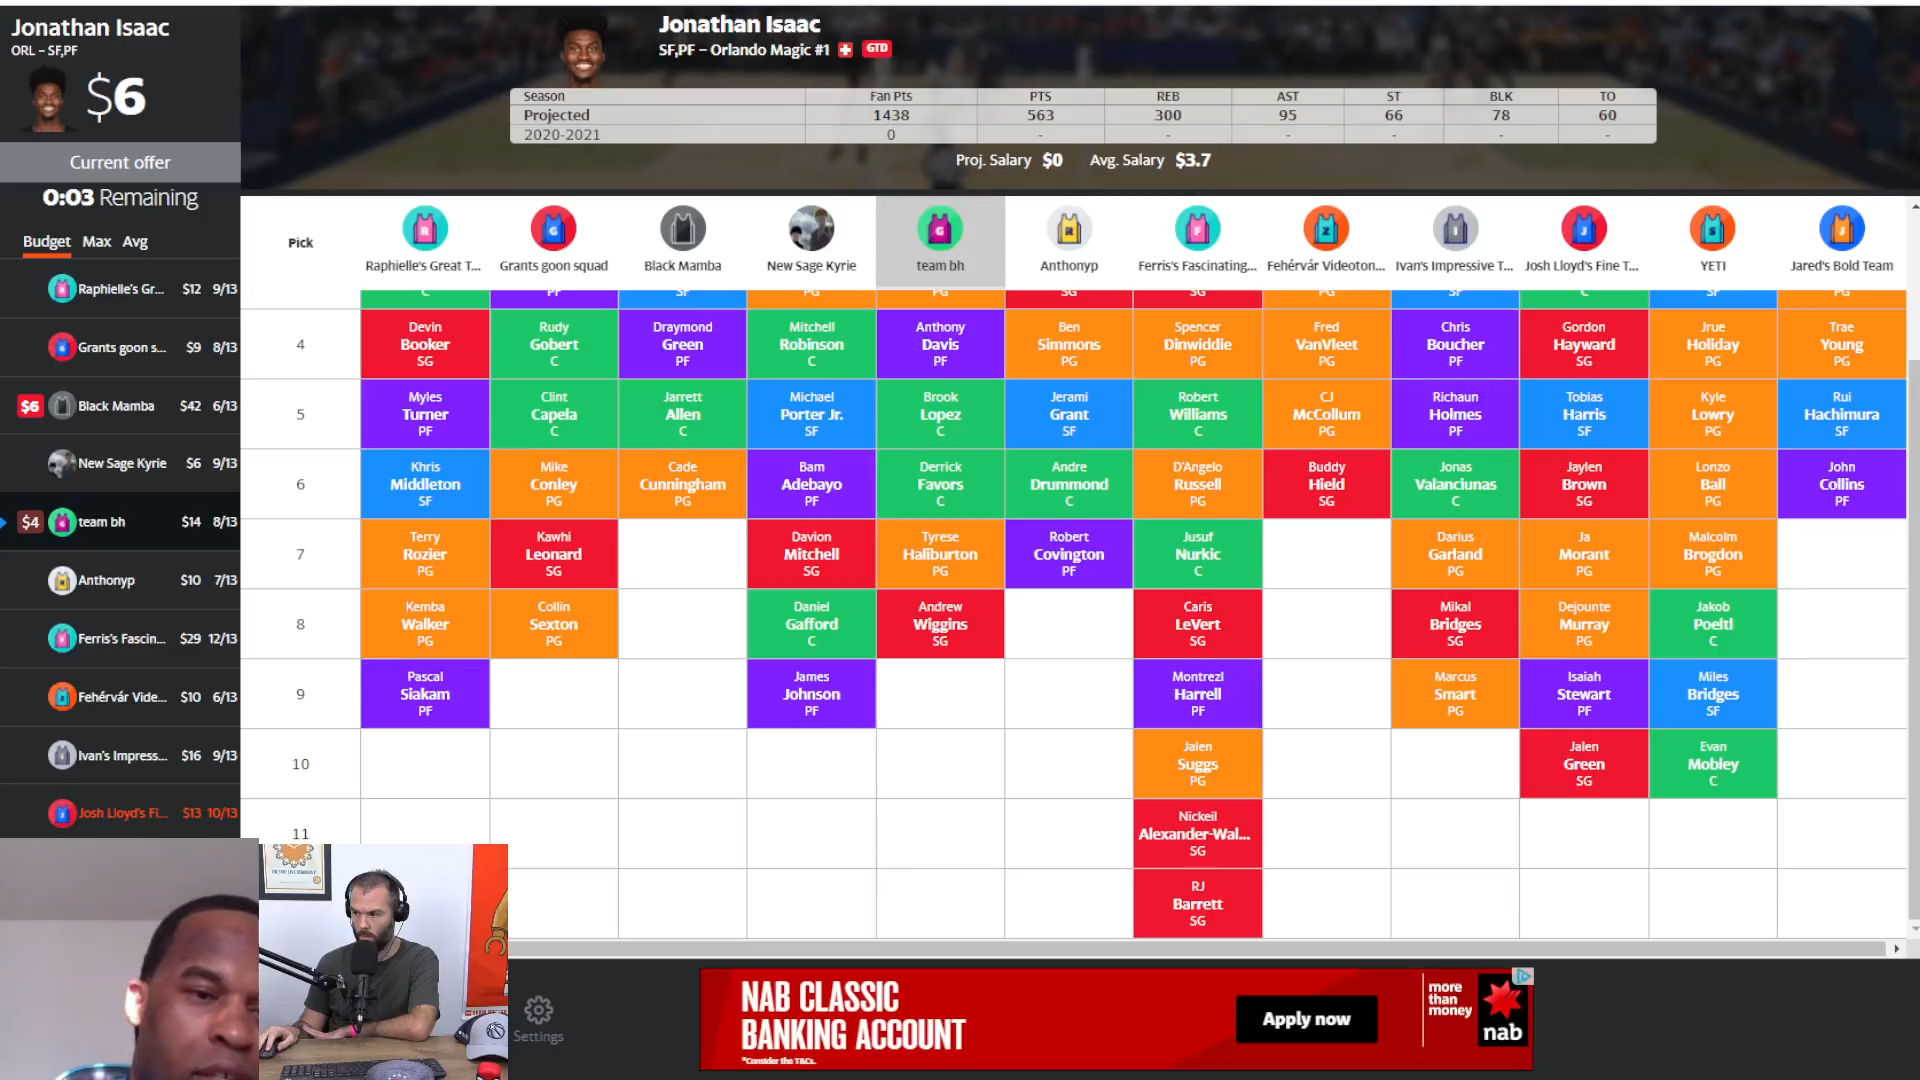 Jonathan Isaac
ORL – SF,PF
$6
Current offer
0:03 Remaining
Budget Max Avg
Raphielle's Gr... $12 9/13
Grants goon s... $9 8/13
$6 Black Mamba $42 6/13
New Sage Kyrie $6 9/13
$4 team bh $14 8/13
Anthonyp $10 7/13
Ferris's Fascin... $29 12/13
Fehérvár Vide... $10 6/13
Ivan's Impress... $16 9/13
Josh Lloyd's Fi... $13 10/13
Jonathan Isaac
SF,PF – Orlando Magic #1 GTD
Season Fan Pts PTS REB AST ST BLK TO
Projected 1438 563 300 95 66 78 60
2020-2021 0 - - - - - -
Proj. Salary $0 Avg. Salary $3.7
Pick Raphielle's Great T... Grants goon squad Black Mamba New Sage Kyrie team bh Anthonyp Ferris's Fascinating... Fehérvár Videoton... Ivan's Impressive T... Josh Lloyd's Fine T... YETI Jared's Bold Team
C PF SF PG PG SG SG PG SF C SF PG
Devin Rudy Draymond Mitchell Anthony Ben Spencer Fred Chris Gordon Jrue Trae
4 Booker Gobert Green Robinson Davis Simmons Dinwiddie VanVleet Boucher Hayward Holiday Young
SG C PF C PF PG PG PG PF SG PG PG
Myles Clint Jarrett Michael Brook Jerami Robert CJ Richaun Tobias Kyle Rui
5 Turner Capela Allen Porter Jr. Lopez Grant Williams McCollum Holmes Harris Lowry Hachimura
PF C C SF C SF C PG PF SF PG SF
Khris Mike Cade Bam Derrick Andre D'Angelo Buddy Jonas Jaylen Lonzo John
6 Middleton Conley Cunningham Adebayo Favors Drummond Russell Hield Valanciunas Brown Ball Collins
SF PG PG PF C C PG SG C SG PG PF
Terry Kawhi Davion Tyrese Robert Jusuf Darius Ja Malcolm
7 Rozier Leonard Mitchell Haliburton Covington Nurkic Garland Morant Brogdon
PG SG SG PG PF C PG PG PG
Kemba Collin Daniel Andrew Caris Mikal Dejounte Jakob
8 Walker Sexton Gafford Wiggins LeVert Bridges Murray Poeltl
PG PG C SG SG SG PG C
Pascal James Montrezl Marcus Isaiah Miles
9 Siakam Johnson Harrell Smart Stewart Bridges
PF PF PF PG PF SF
Jalen Jalen Evan
10 Suggs Green Mobley
PG SG C
Nickeil
11 Alexander-Wal...
SG
RJ
Barrett
SG
Settings
NAB CLASSIC
BANKING ACCOUNT
*Consider the T&Cs.
Apply now
more
than
money
nab